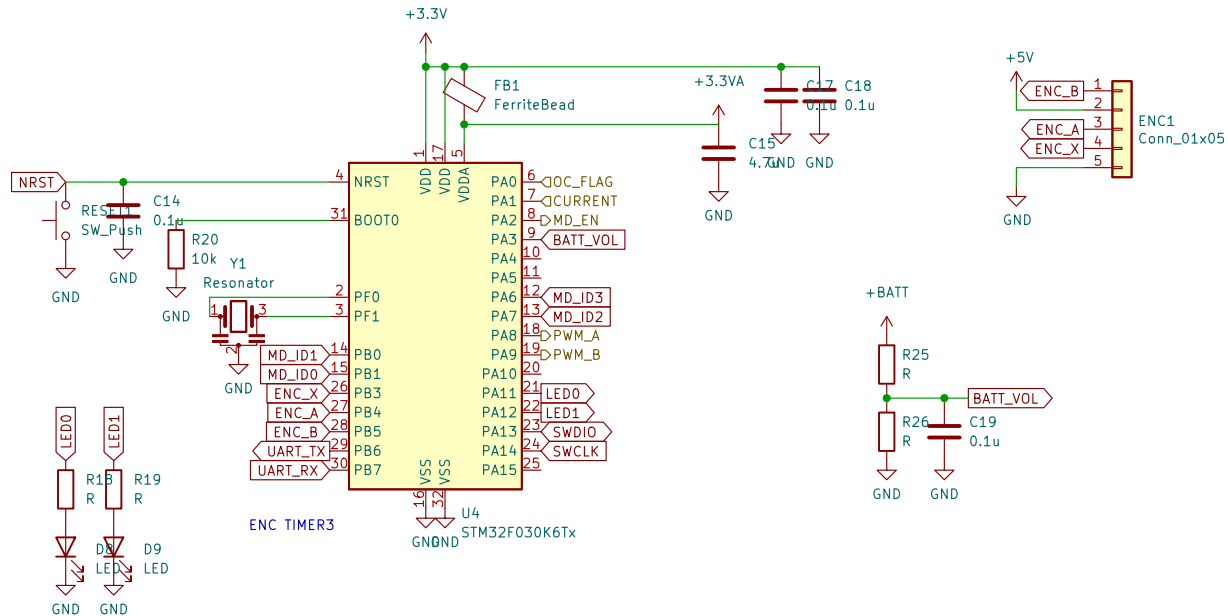 +3.3V
+5V
FB1
FerriteBead
+3.3VA
C17
0.1u
C18
0.1u
GND
GND
C15
4.7u
GND
ENC_B
ENC_A
ENC_X
1
2
3
4
5
ENC1
Conn_01x05
GND
NRST
RESET1
SW_Push
GND
C14
0.1u
GND
R20
10k
GND
Y1
Resonator
1
3
2
GND
1
VDD
17
VDD
5
VDDA
4
NRST
31
BOOT0
2
PF0
3
PF1
MD_ID1
14
PB0
MD_ID0
15
PB1
ENC_X
26
PB3
ENC_A
27
PB4
ENC_B
28
PB5
UART_TX
29
PB6
UART_RX
30
PB7
PA0
6
OC_FLAG
PA1
7
CURRENT
PA2
8
MD_EN
PA3
9
BATT_VOL
PA4
10
PA5
11
PA6
12
MD_ID3
PA7
13
MD_ID2
PA8
18
PWM_A
PA9
19
PWM_B
PA10
20
PA11
21
LED0
PA12
22
LED1
PA13
23
SWDIO
PA14
24
SWCLK
PA15
25
VSS
16
VSS
32
GND
GND
U4
STM32F030K6Tx
ENC TIMER3
LED0
R18
R
D8
LED
GND
LED1
R19
R
D9
LED
GND
+BATT
R25
R
R26
R
GND
BATT_VOL
C19
0.1u
GND